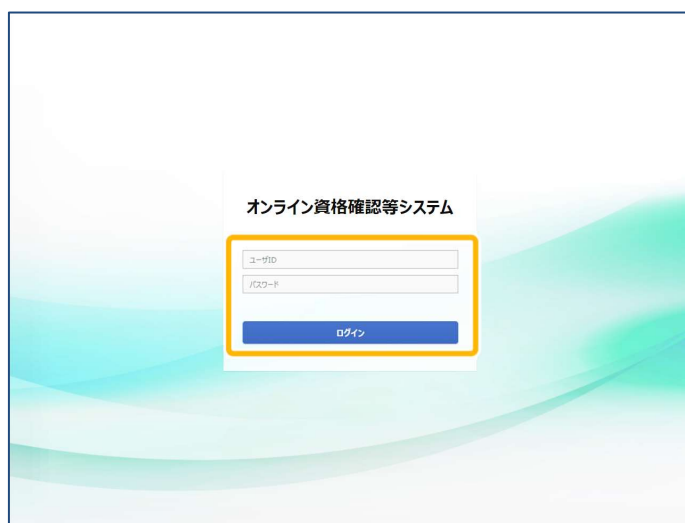 オンライン資格確認等システム
ユーザID
パスワード
ログイン